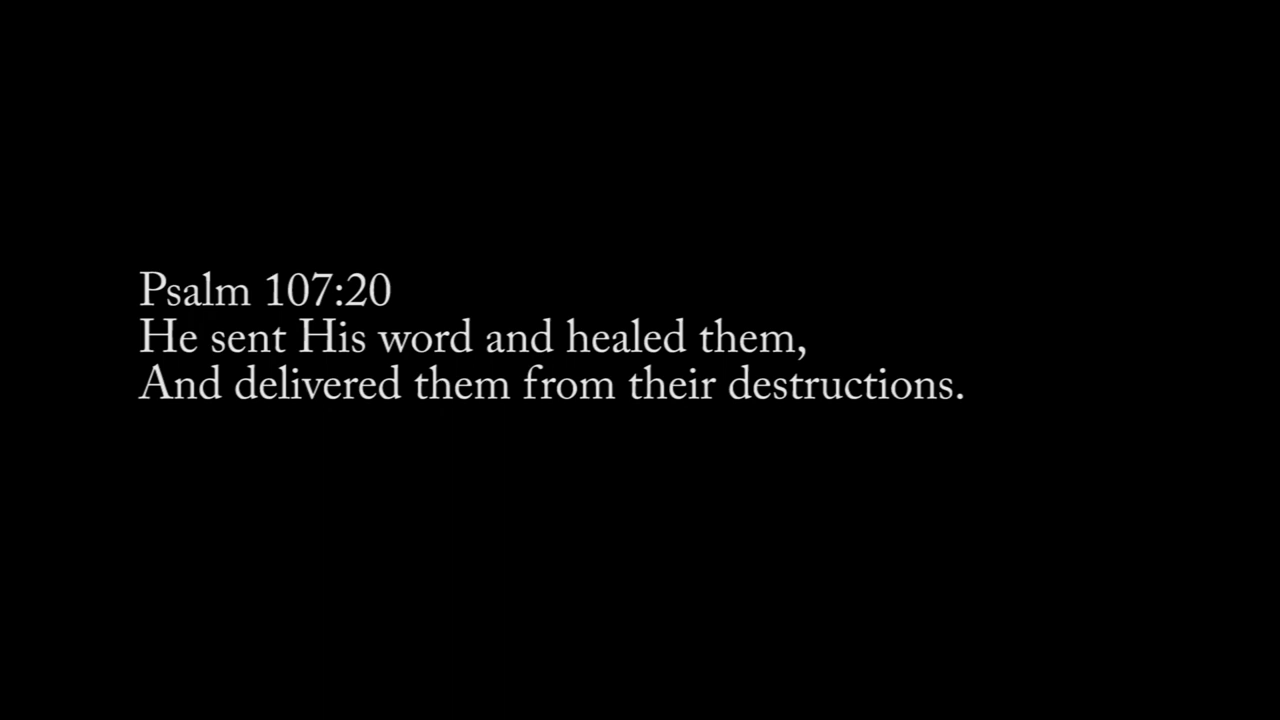 Psalm 107:20
He sent His word and healed them,
And delivered them from their destructions.